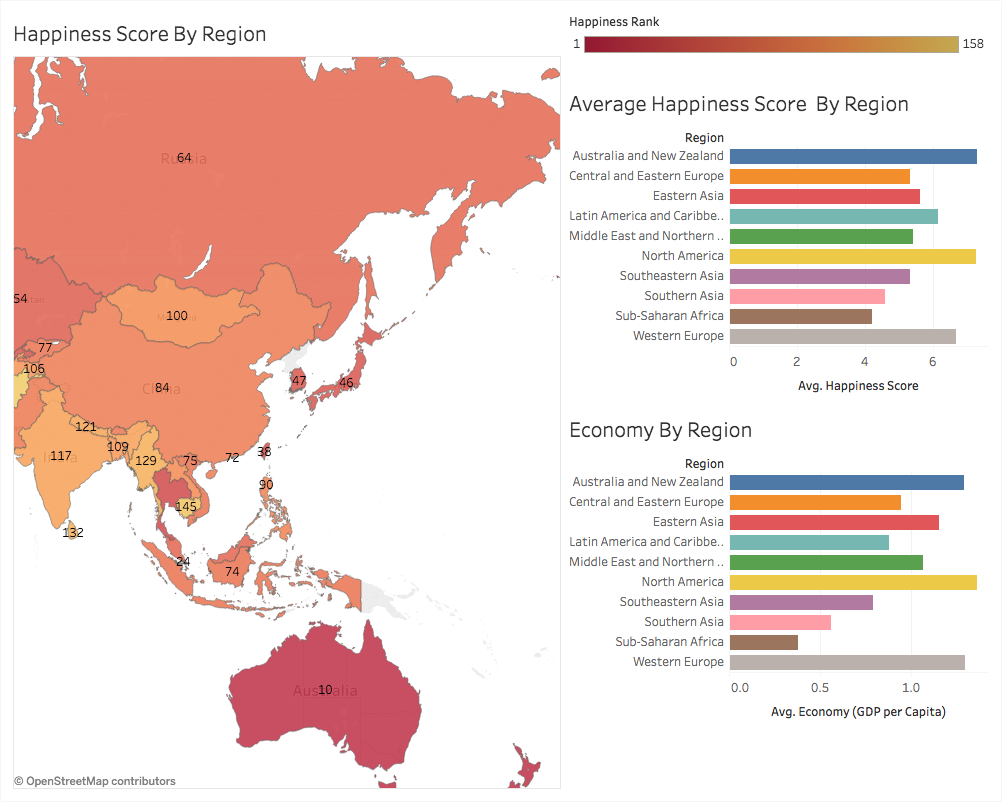 Happiness Score By Region
64
Russia
54
100
77
106
84
China
47
46
121
117
109
129
75
72
38
90
145
132
24
74
10
Australia
© OpenStreetMap contributors
Happiness Rank
1
158
Average Happiness Score By Region
Region
Australia and New Zealand
Central and Eastern Europe
Eastern Asia
Latin America and Caribbe..
Middle East and Northern ..
North America
Southeastern Asia
Southern Asia
Sub-Saharan Africa
Western Europe
0 2 4 6
Avg. Happiness Score
Economy By Region
Region
Australia and New Zealand
Central and Eastern Europe
Eastern Asia
Latin America and Caribbe..
Middle East and Northern ..
North America
Southeastern Asia
Southern Asia
Sub-Saharan Africa
Western Europe
0.0 0.5 1.0
Avg. Economy (GDP per Capita)